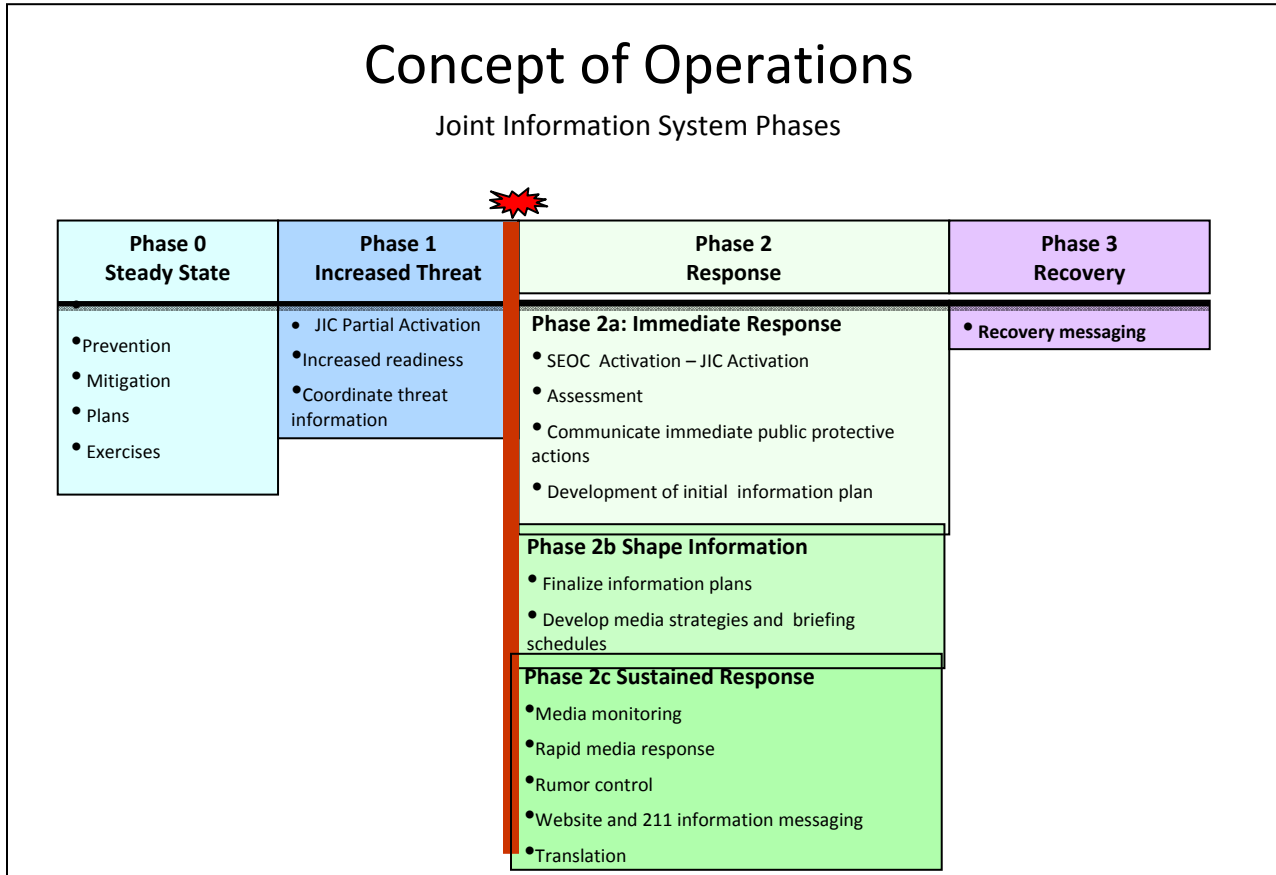 Concept of Operations
Joint Information System Phases
Phase 0
Steady State
•
•Prevention
• Mitigation
• Plans
• Exercises
Phase 1
Increased Threat
• JIC Partial Activation
•Increased readiness
•Coordinate threat
information
Phase 2
Response
Phase 2a: Immediate Response
• SEOC Activation – JIC Activation
• Assessment
• Communicate immediate public protective
actions
• Development of initial information plan
Phase 2b Shape Information
• Finalize information plans
• Develop media strategies and briefing
schedules
Phase 2c Sustained Response
•Media monitoring
•Rapid media response
•Rumor control
•Website and 211 information messaging
•Translation
Phase 3
Recovery
• Recovery messaging